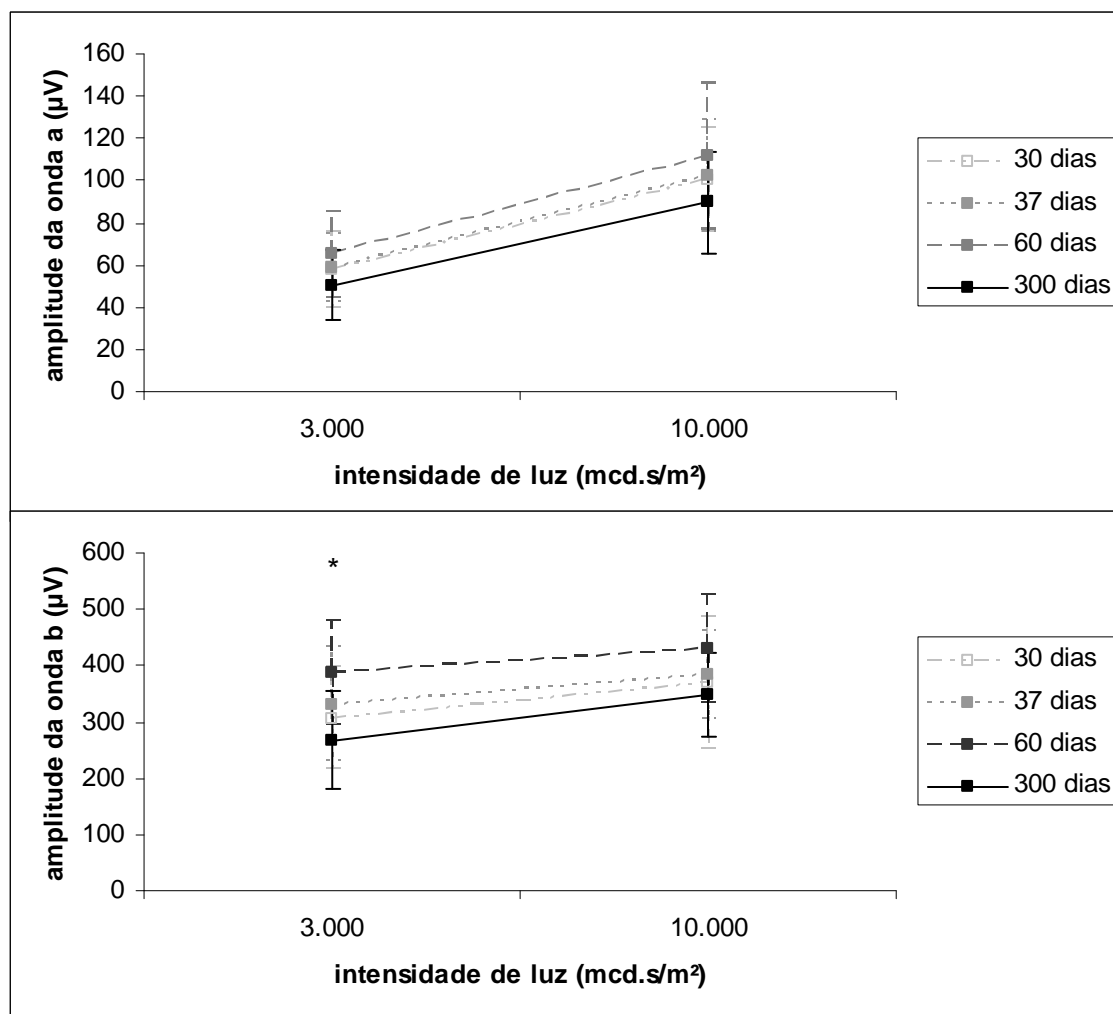 amplitude da onda a (µV)
160
140
120
100
80
60
40
20
0
3.000
10.000
intensidade de luz (mcd.s/m²)
30 dias
37 dias
60 dias
300 dias
amplitude da onda b (µV)
600
500
400
300
200
100
0
*
3.000
10.000
intensidade de luz (mcd.s/m²)
30 dias
37 dias
60 dias
300 dias